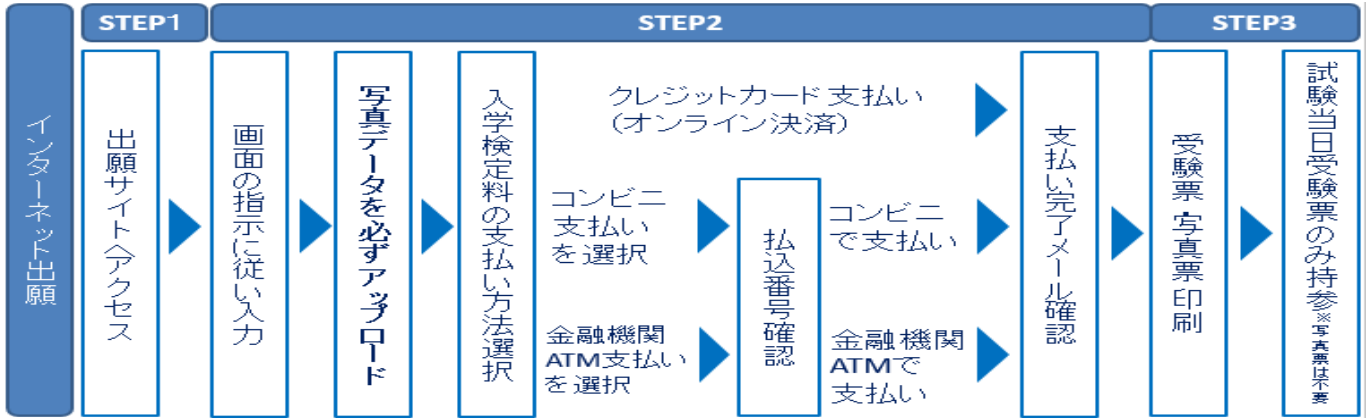 インターネット出願
STEP1
STEP2
STEP3
出願サイトへアクセス
画面の指示に従い入力
写真データを必ずアップロード
入学検定料の支払い方法選択
クレジットカード支払い
（オンライン決済）
コンビニ
支払い
を選択
金融機関
ATM支払い
を選択
払込番号確認
コンビニ
で支払い
金融機関
ATMで
支払い
支払い完了メール確認
受験票 写真票 印刷
試験当日受験票のみ持参※写真票は不要